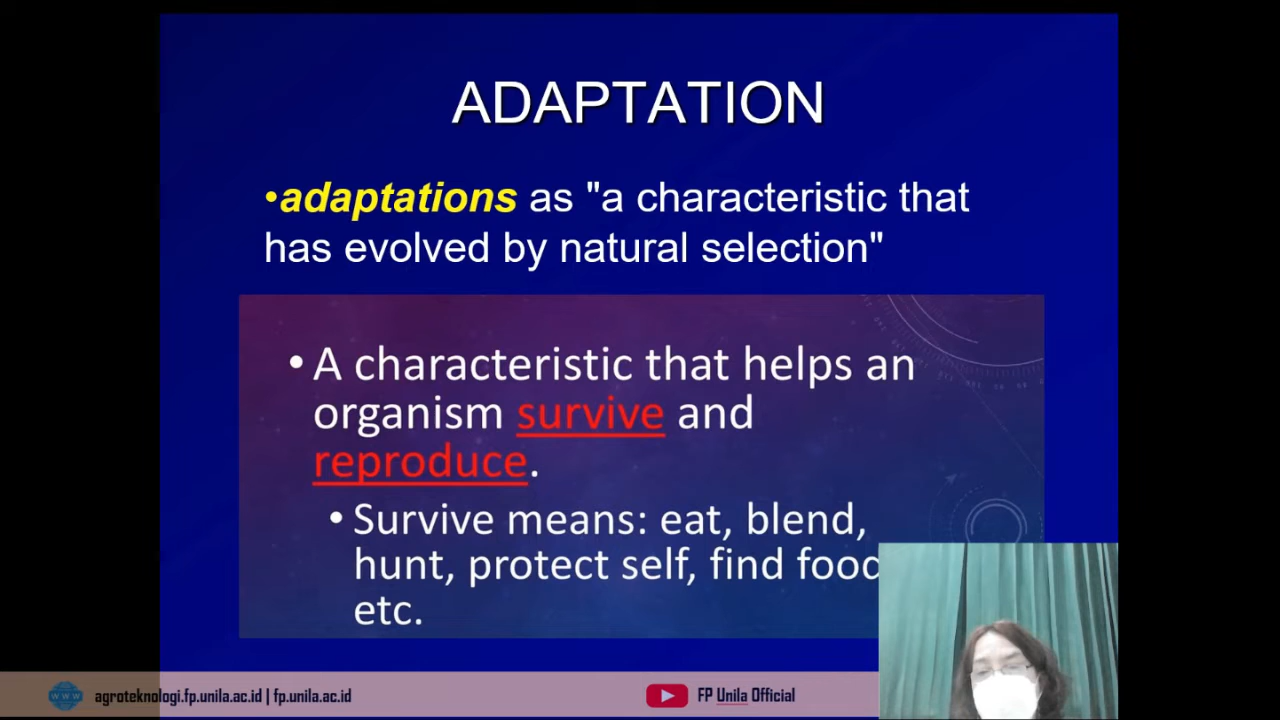 ADAPTATION
•adaptations as "a characteristic that
has evolved by natural selection"
• A characteristic that helps an
organism survive and
reproduce.
• Survive means: eat, blend,
hunt, protect self, find food
etc.
WWW agroteknologi.fp.unila.ac.id | fp.unila.ac.id
FP Unila Official